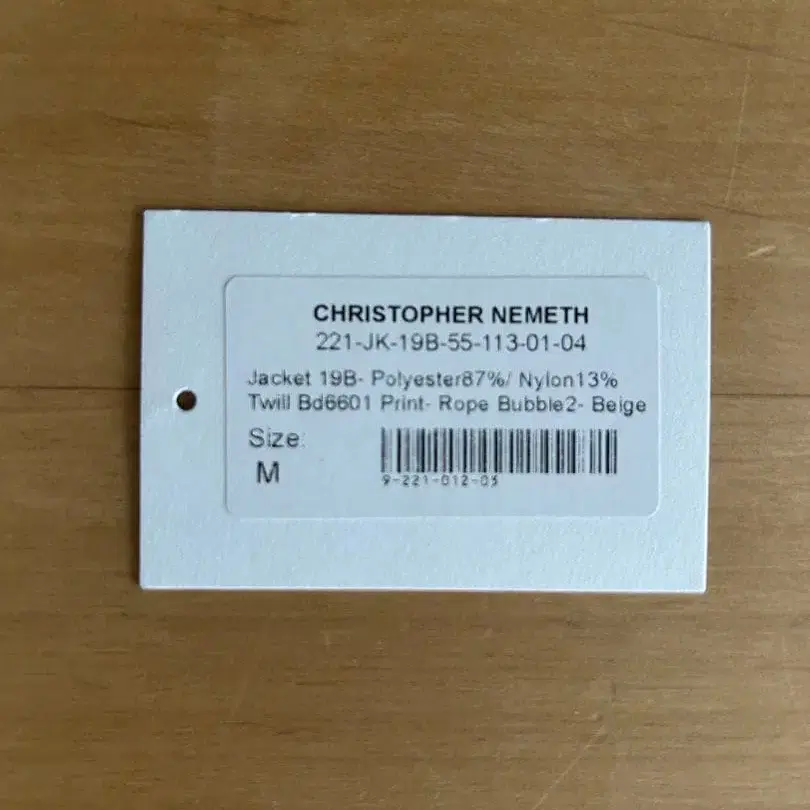 CHRISTOPHER NEMETH
221-JK-19B-55-113-01-04
Jacket 19B- Polyester87%/ Nylon13%
Twill Bd6601 Print- Rope Bubble2- Beige
Size:
M
9-221-012-03